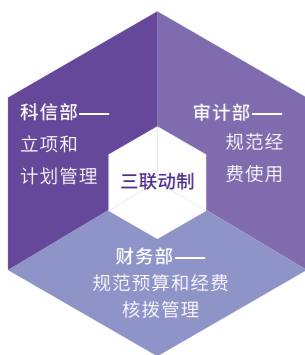 科信部——
立项和
计划管理
审计部——
规范经
费使用
三联动制
财务部——
规范预算和经费
核拨管理